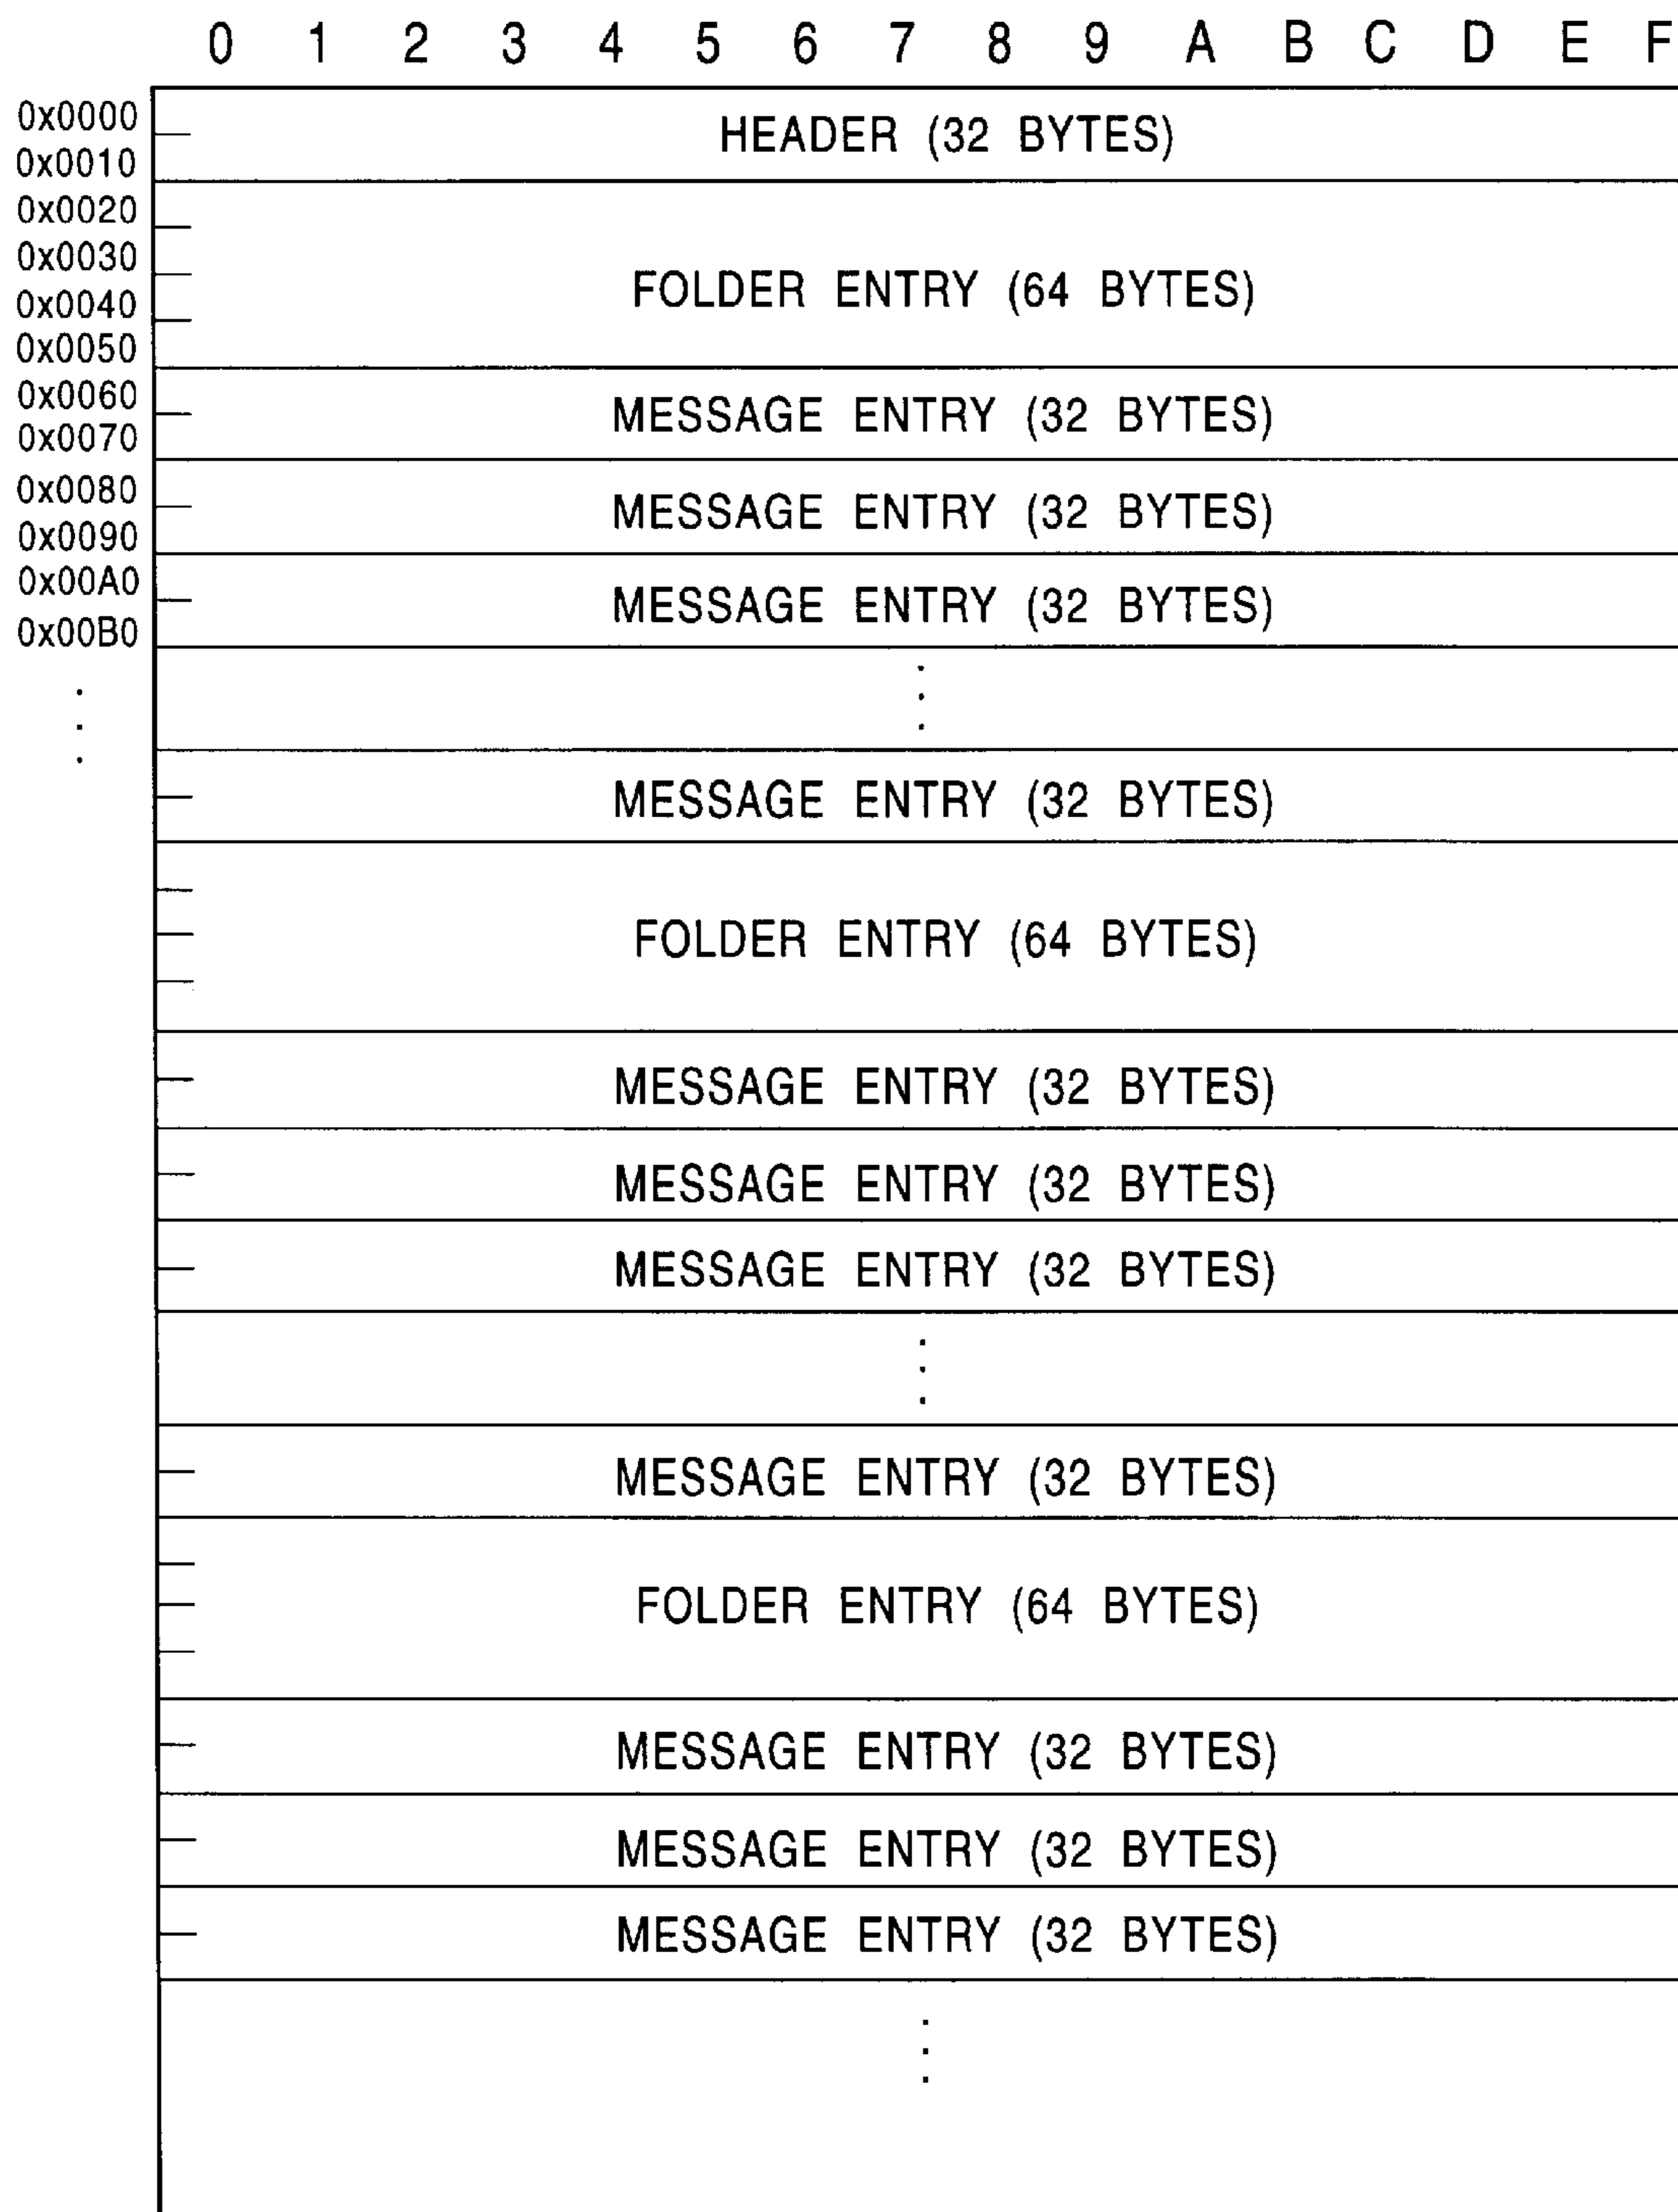 0 1 2 3 4 5 6 7 8 9 A B C D E F
0x0000
HEADER (32 BYTES)
0x0010
0x0020
0x0030
FOLDER ENTRY (64 BYTES)
0x0040
0x0050
0x0060
MESSAGE ENTRY (32 BYTES)
0x0070
0x0080
MESSAGE ENTRY (32 BYTES)
0x0090
0x00A0
MESSAGE ENTRY (32 BYTES)
0x00B0
MESSAGE ENTRY (32 BYTES)
FOLDER ENTRY (64 BYTES)
MESSAGE ENTRY (32 BYTES)
MESSAGE ENTRY (32 BYTES)
MESSAGE ENTRY (32 BYTES)
MESSAGE ENTRY (32 BYTES)
FOLDER ENTRY (64 BYTES)
MESSAGE ENTRY (32 BYTES)
MESSAGE ENTRY (32 BYTES)
MESSAGE ENTRY (32 BYTES)